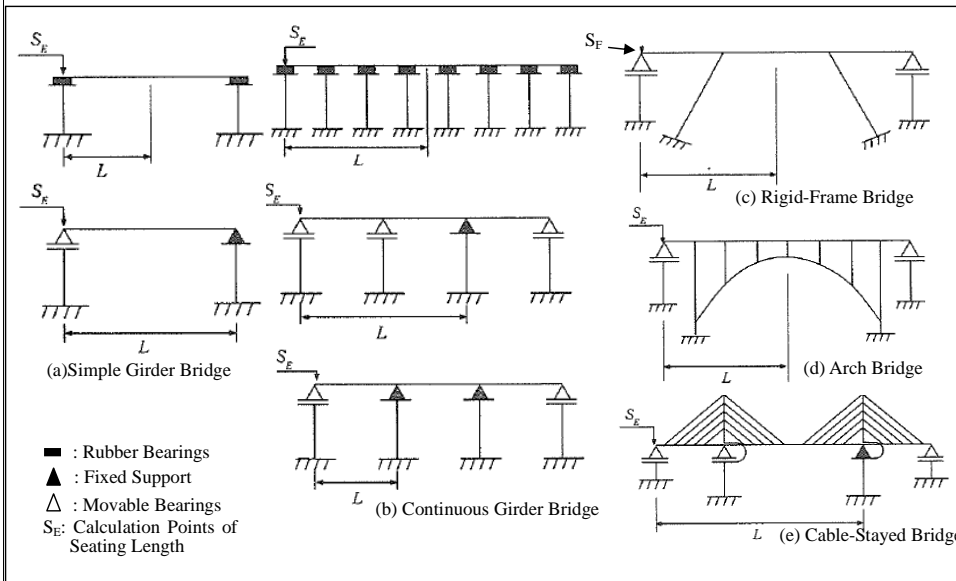 S_E
S_E
S_F
L
L
L
(c) Rigid-Frame Bridge
S_E
S_E
S_E
L
L
L
(a)Simple Girder Bridge
(d) Arch Bridge
S_E
S_E
L
(b) Continuous Girder Bridge
L
(e) Cable-Stayed Bridge
: Rubber Bearings
: Fixed Support
: Movable Bearings
S_E: Calculation Points of
Seating Length